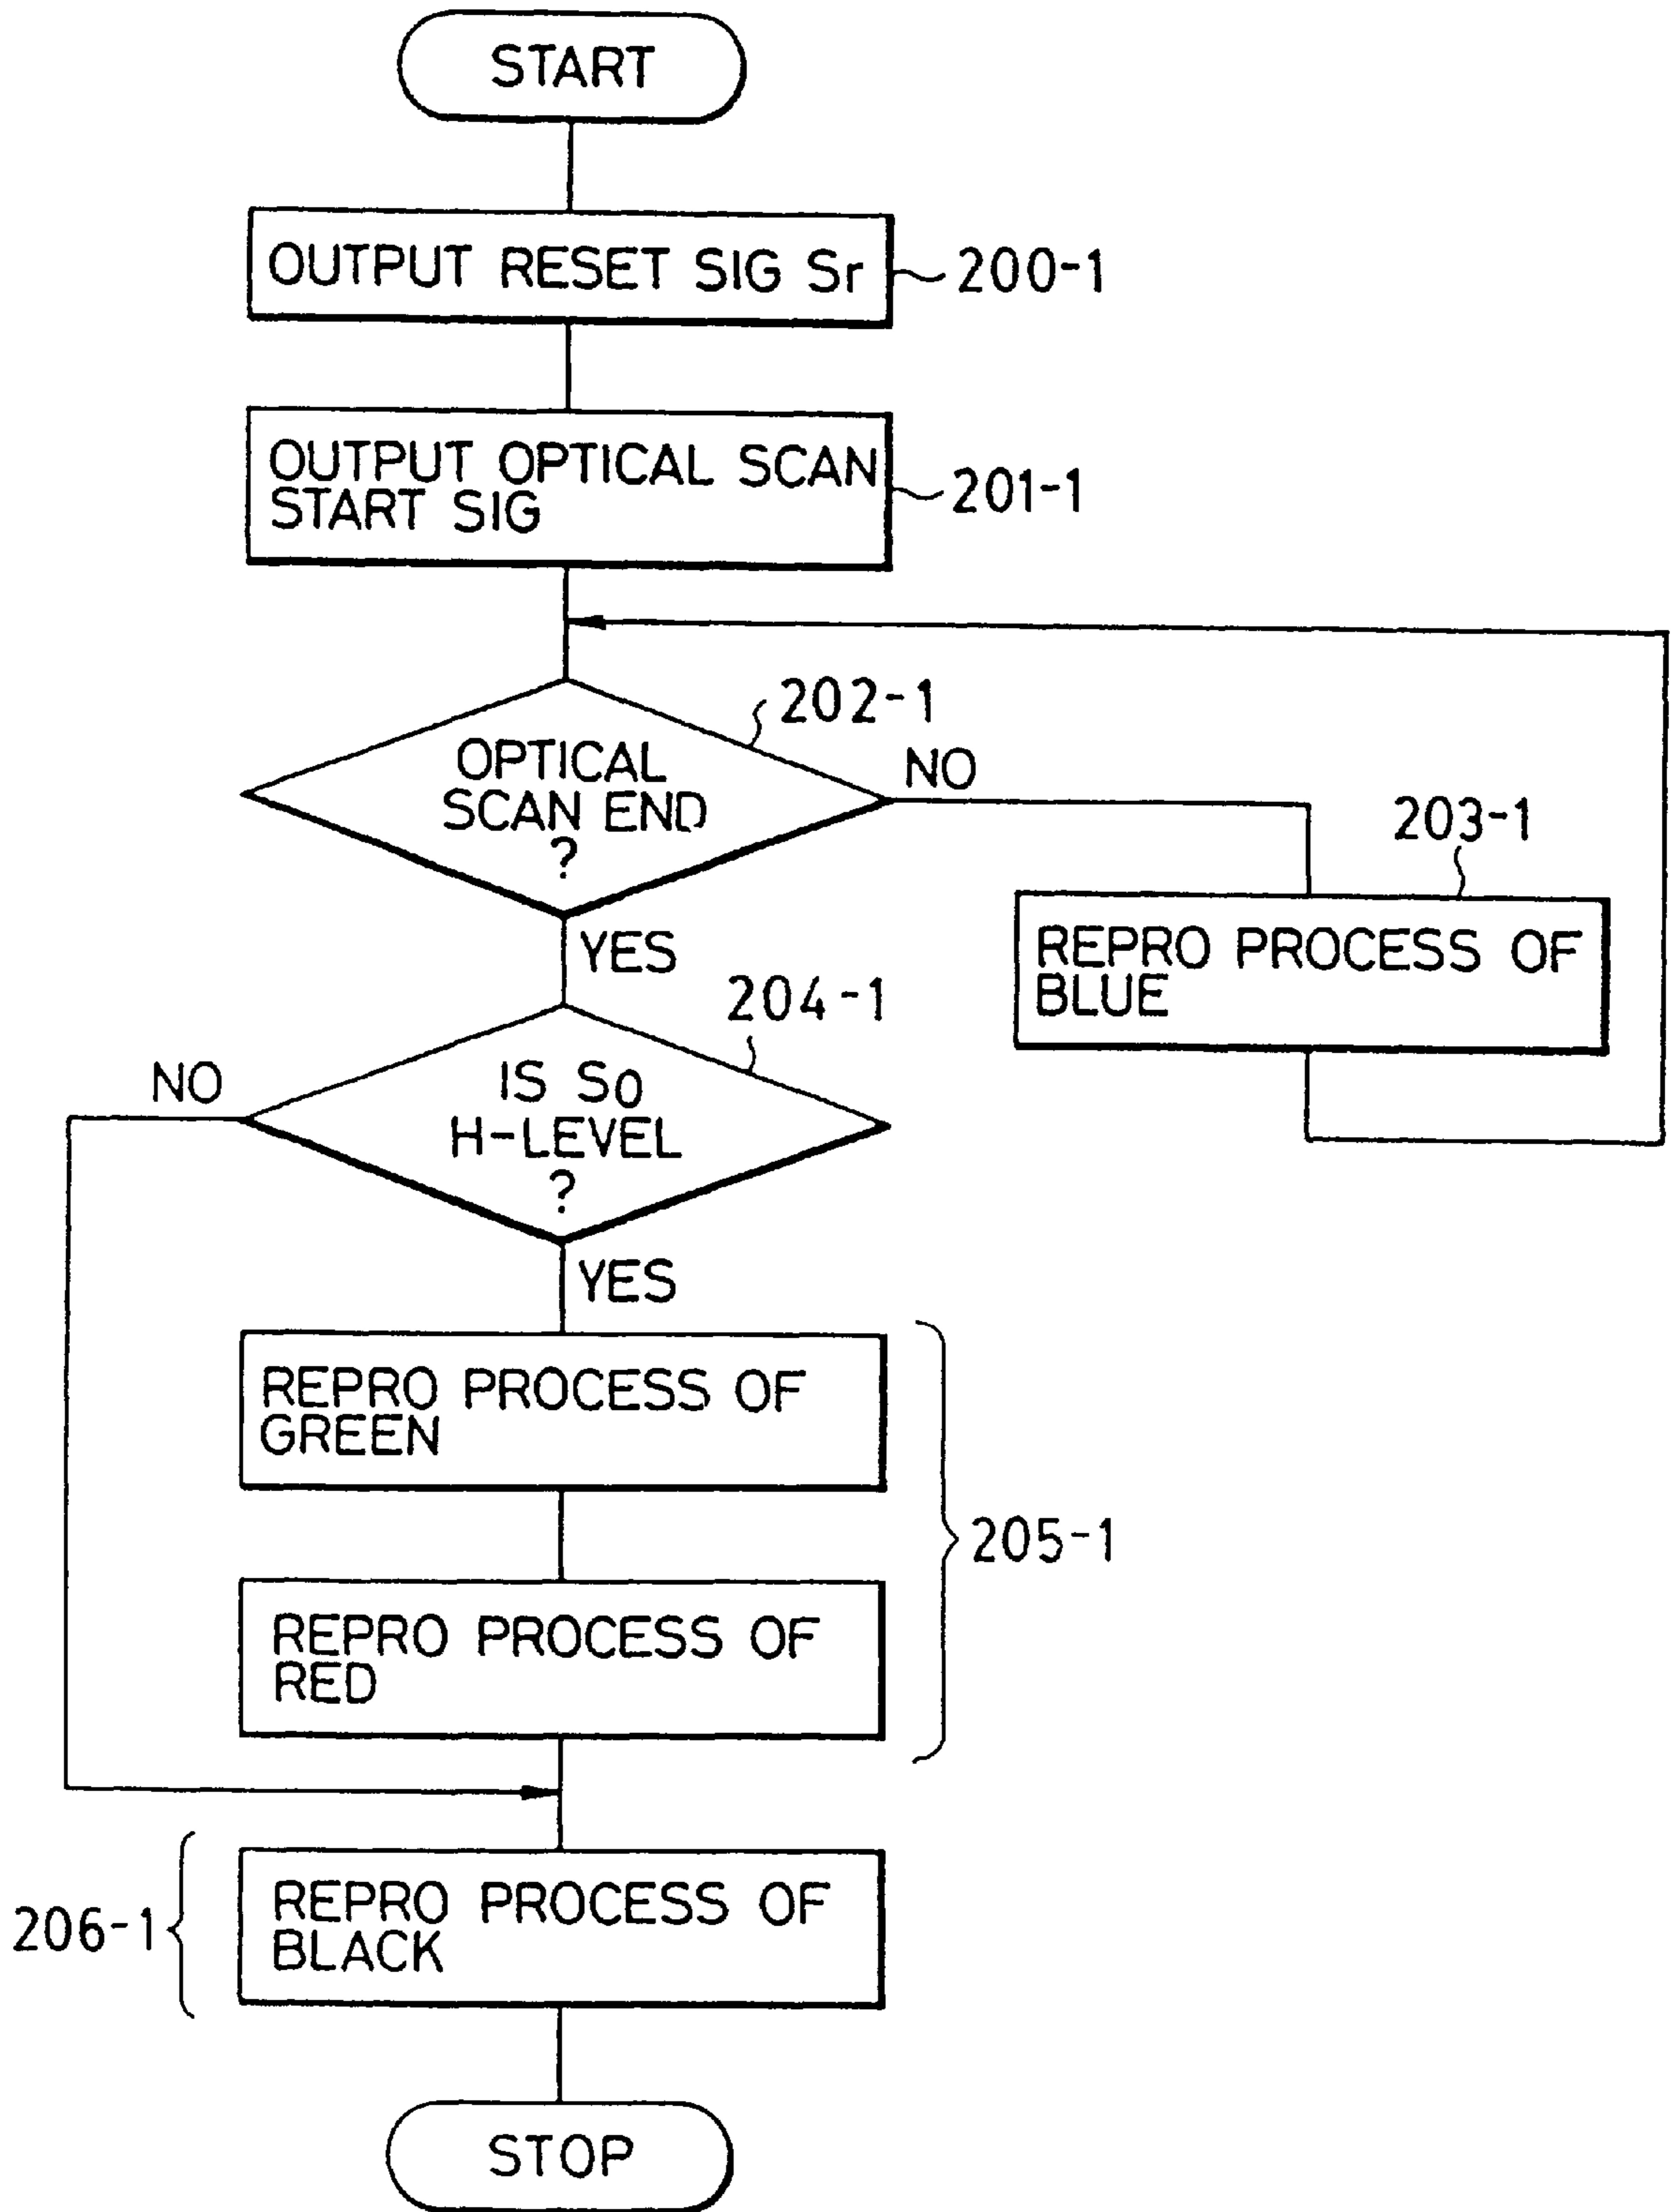 START
OUTPUT RESET SIG Sr
200-1
OUTPUT OPTICAL SCAN
START SIG
201-1
202-1
OPTICAL
SCAN END
?
NO
YES
203-1
REPRO PROCESS OF
BLUE
204-1
IS So
H-LEVEL
?
NO
YES
REPRO PROCESS OF
GREEN
205-1
REPRO PROCESS OF
RED
206-1
REPRO PROCESS OF
BLACK
STOP